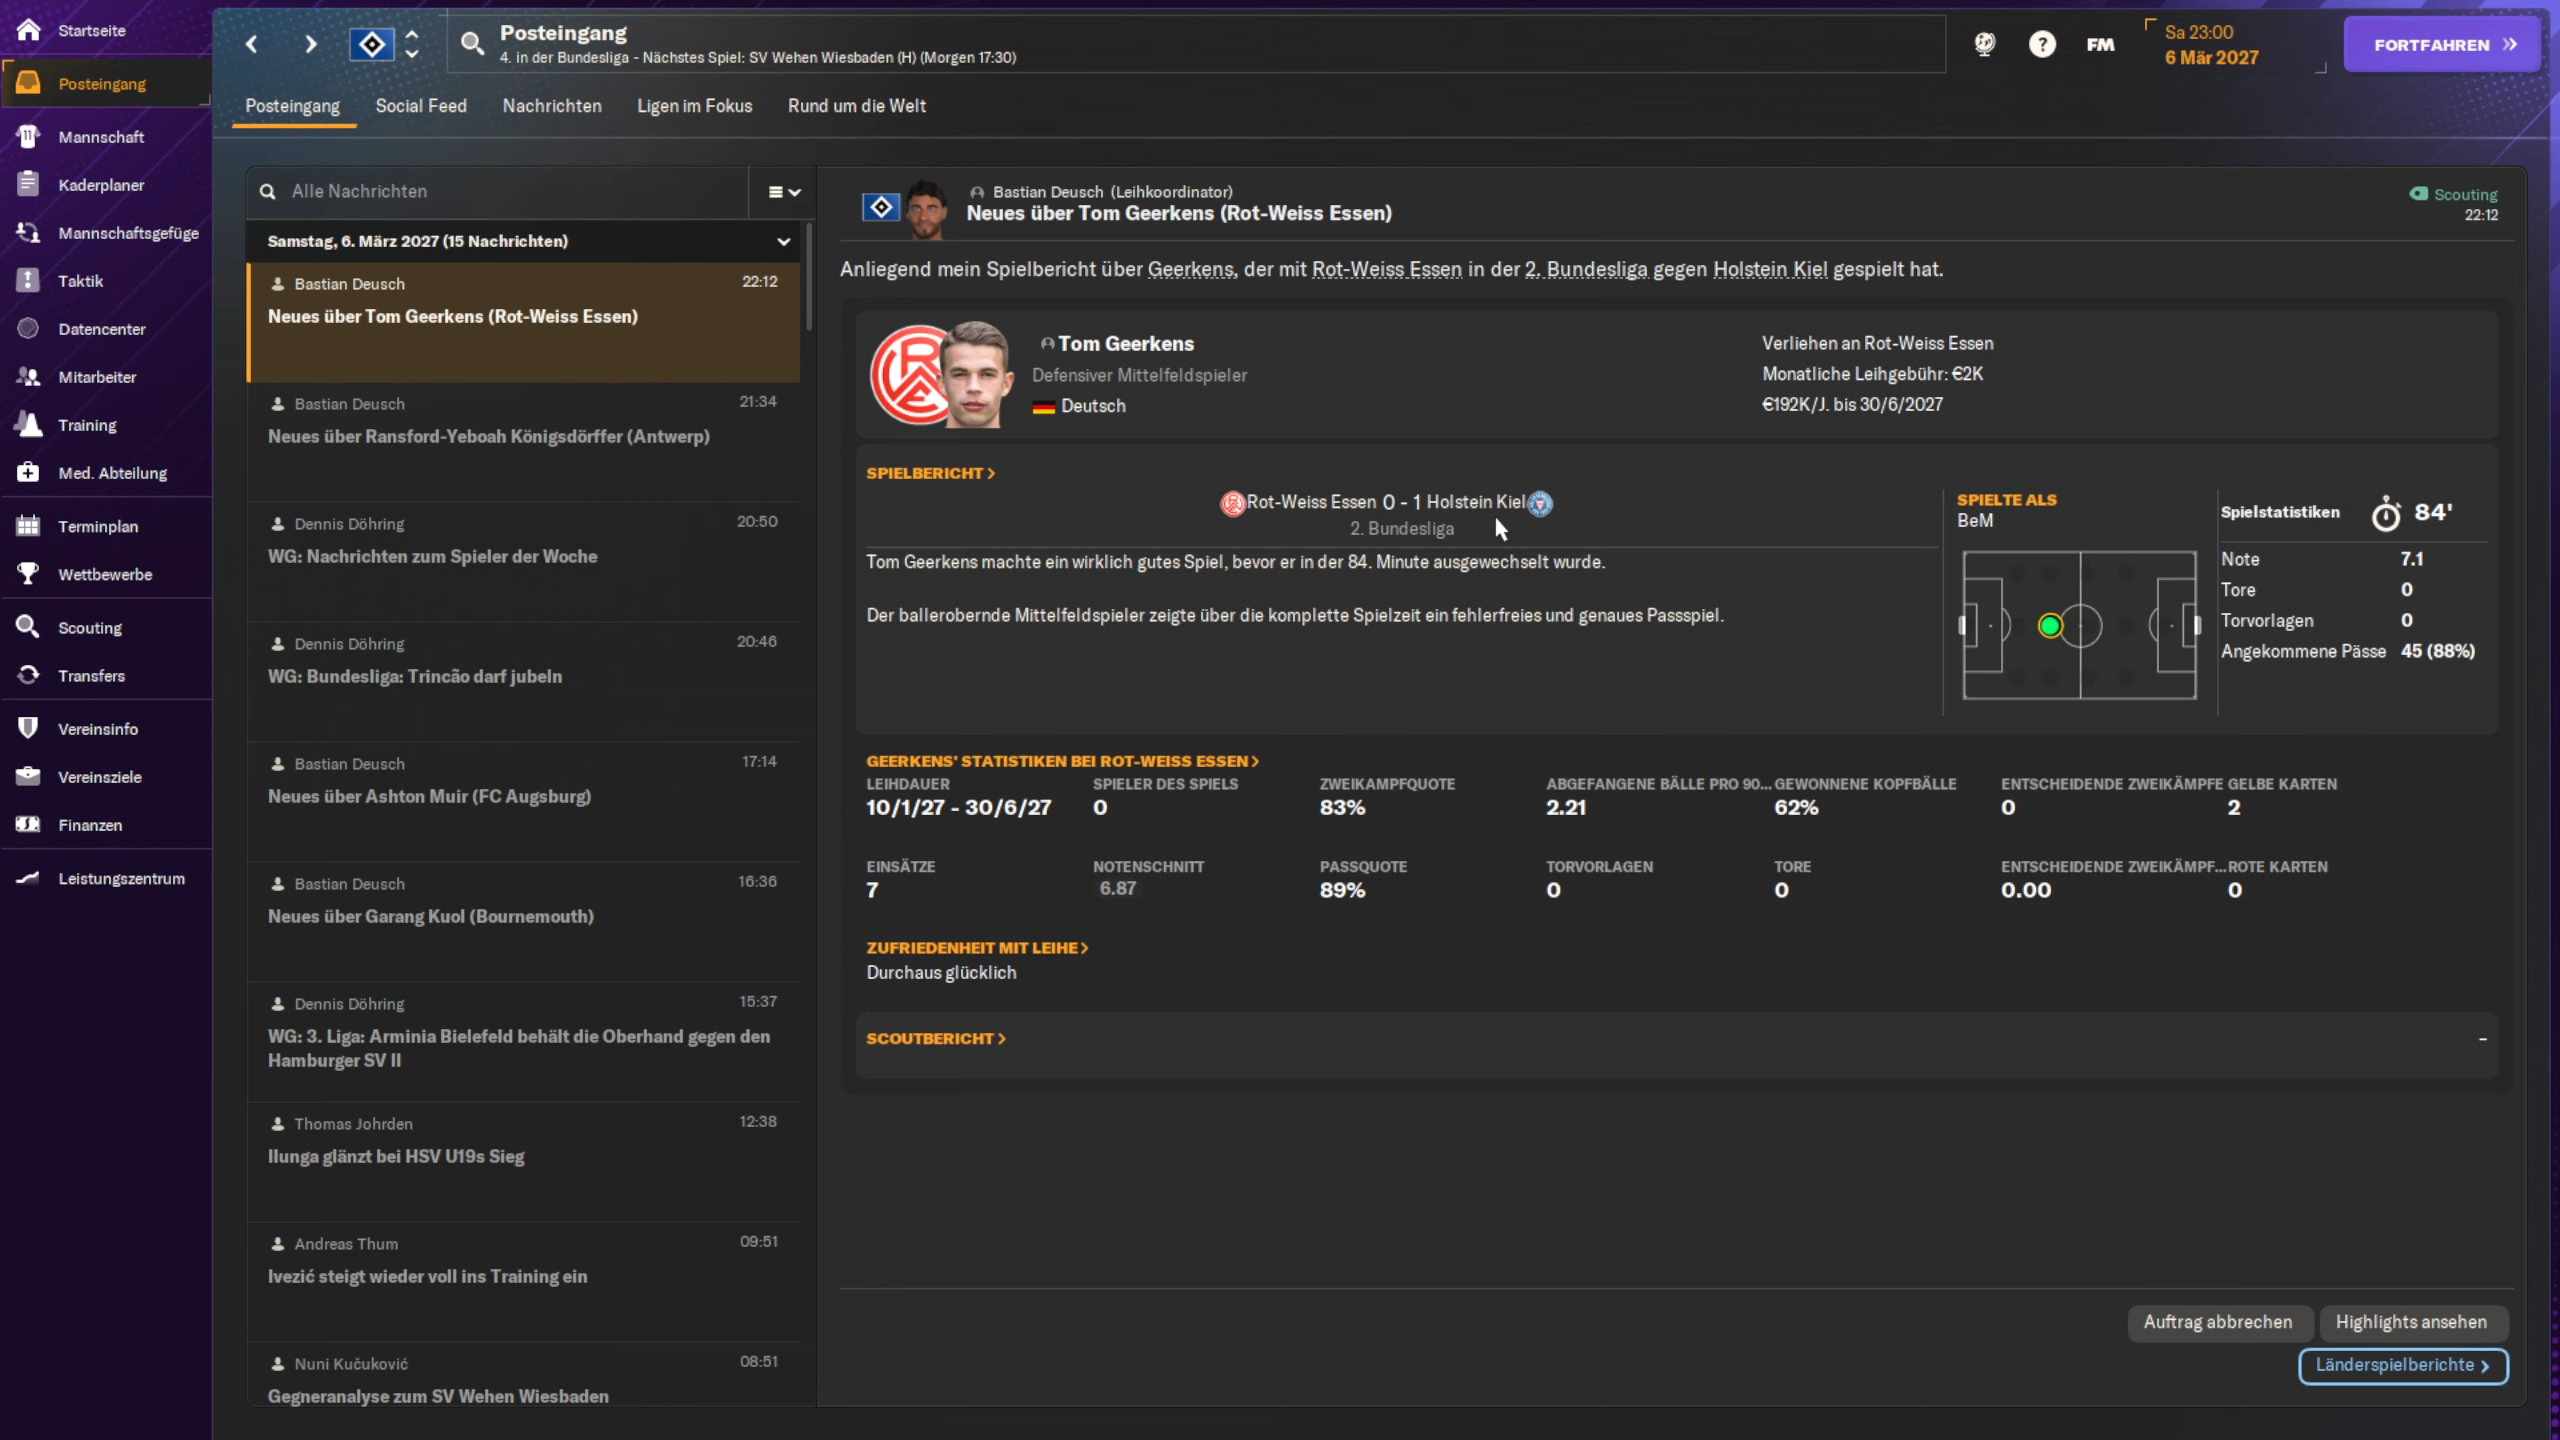 Startseite
Posteingang
Mannschaft
Kaderplaner
Mannschaftsgefüge
Taktik
Datencenter
Mitarbeiter
Training
Med. Abteilung
Terminplan
Wettbewerbe
Scouting
Transfers
Vereinsinfo
Vereinsziele
Finanzen
Leistungszentrum
Posteingang
4. in der Bundesliga - Nächstes Spiel: SV Wehen Wiesbaden (H) (Morgen 17:30)
FM
Sa 23:00
6 Mär 2027
FORTFAHREN
Posteingang Social Feed Nachrichten Ligen im Fokus Rund um die Welt
Alle Nachrichten
Samstag, 6. März 2027 (15 Nachrichten)
Bastian Deusch 22:12
Neues über Tom Geerkens (Rot-Weiss Essen)
Bastian Deusch 21:34
Neues über Ransford-Yeboah Königsdörffer (Antwerp)
Dennis Döhring 20:50
WG: Nachrichten zum Spieler der Woche
Dennis Döhring 20:46
WG: Bundesliga: Trincão darf jubeln
Bastian Deusch 17:14
Neues über Ashton Muir (FC Augsburg)
Bastian Deusch 16:36
Neues über Garang Kuol (Bournemouth)
Dennis Döhring 15:37
WG: 3. Liga: Arminia Bielefeld behält die Oberhand gegen den
Hamburger SV II
Thomas Johrden 12:38
Ilunga glänzt bei HSV U19s Sieg
Andreas Thum 09:51
Ivezić steigt wieder voll ins Training ein
Nuni Kučuković 08:51
Gegneranalyse zum SV Wehen Wiesbaden
Bastian Deusch (Leihkoordinator)
Neues über Tom Geerkens (Rot-Weiss Essen)
Scouting
22:12
Anliegend mein Spielbericht über Geerkens, der mit Rot-Weiss Essen in der 2. Bundesliga gegen Holstein Kiel gespielt hat.
Tom Geerkens
Defensiver Mittelfeldspieler
Deutsch
Verliehen an Rot-Weiss Essen
Monatliche Leihgebühr: €2K
€192K/J. bis 30/6/2027
SPIELBERICHT >
Rot-Weiss Essen 0 - 1 Holstein Kiel
2. Bundesliga
Tom Geerkens machte ein wirklich gutes Spiel, bevor er in der 84. Minute ausgewechselt wurde.
Der ballerobernde Mittelfeldspieler zeigte über die komplette Spielzeit ein fehlerfreies und genaues Passspiel.
SPIELTE ALS
BeM
Spielstatistiken 84'
Note 7.1
Tore 0
Torvorlagen 0
Angekommene Pässe 45 (88%)
GEERKENS' STATISTIKEN BEI ROT-WEISS ESSEN >
LEIHDAUER SPIELER DES SPIELS ZWEIKAMPFQUOTE ABGEFANGENE BÄLLE PRO 90... GEWONNENE KOPFBÄLLE ENTSCHEIDENDE ZWEIKÄMPFE GELBE KARTEN
10/1/27 - 30/6/27 0 83% 2.21 62% 0 2
EINSÄTZE NOTENSCHNITT PASSQUOTE TORVORLAGEN TORE ENTSCHEIDENDE ZWEIKÄMPF... ROTE KARTEN
7 6.87 89% 0 0 0.00 0
ZUFRIEDENHEIT MIT LEIHE >
Durchaus glücklich
SCOUTBERICHT > -
Auftrag abbrechen Highlights ansehen
Länderspielberichte >